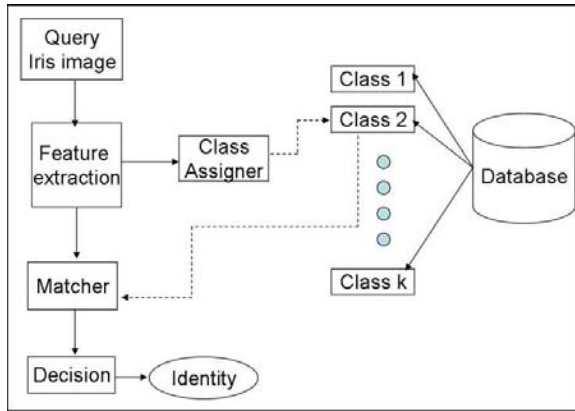 Query
Iris image
Feature
extraction
Class
Assigner
Class 1
Class 2
Class k
Database
Matcher
Decision
Identity